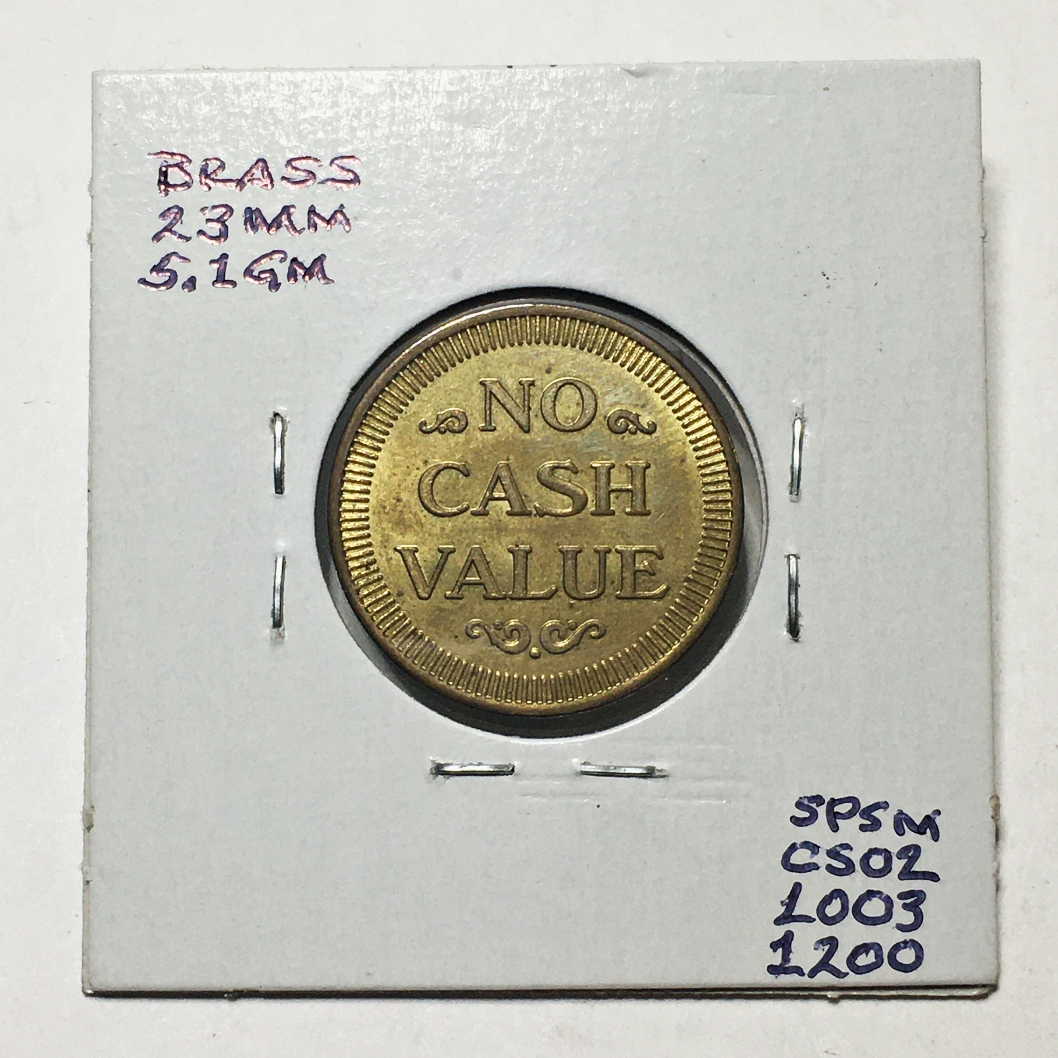 BRASS
23MM
5.1GM
NO
CASH
VALUE
SPSM
CS02
L003
1200